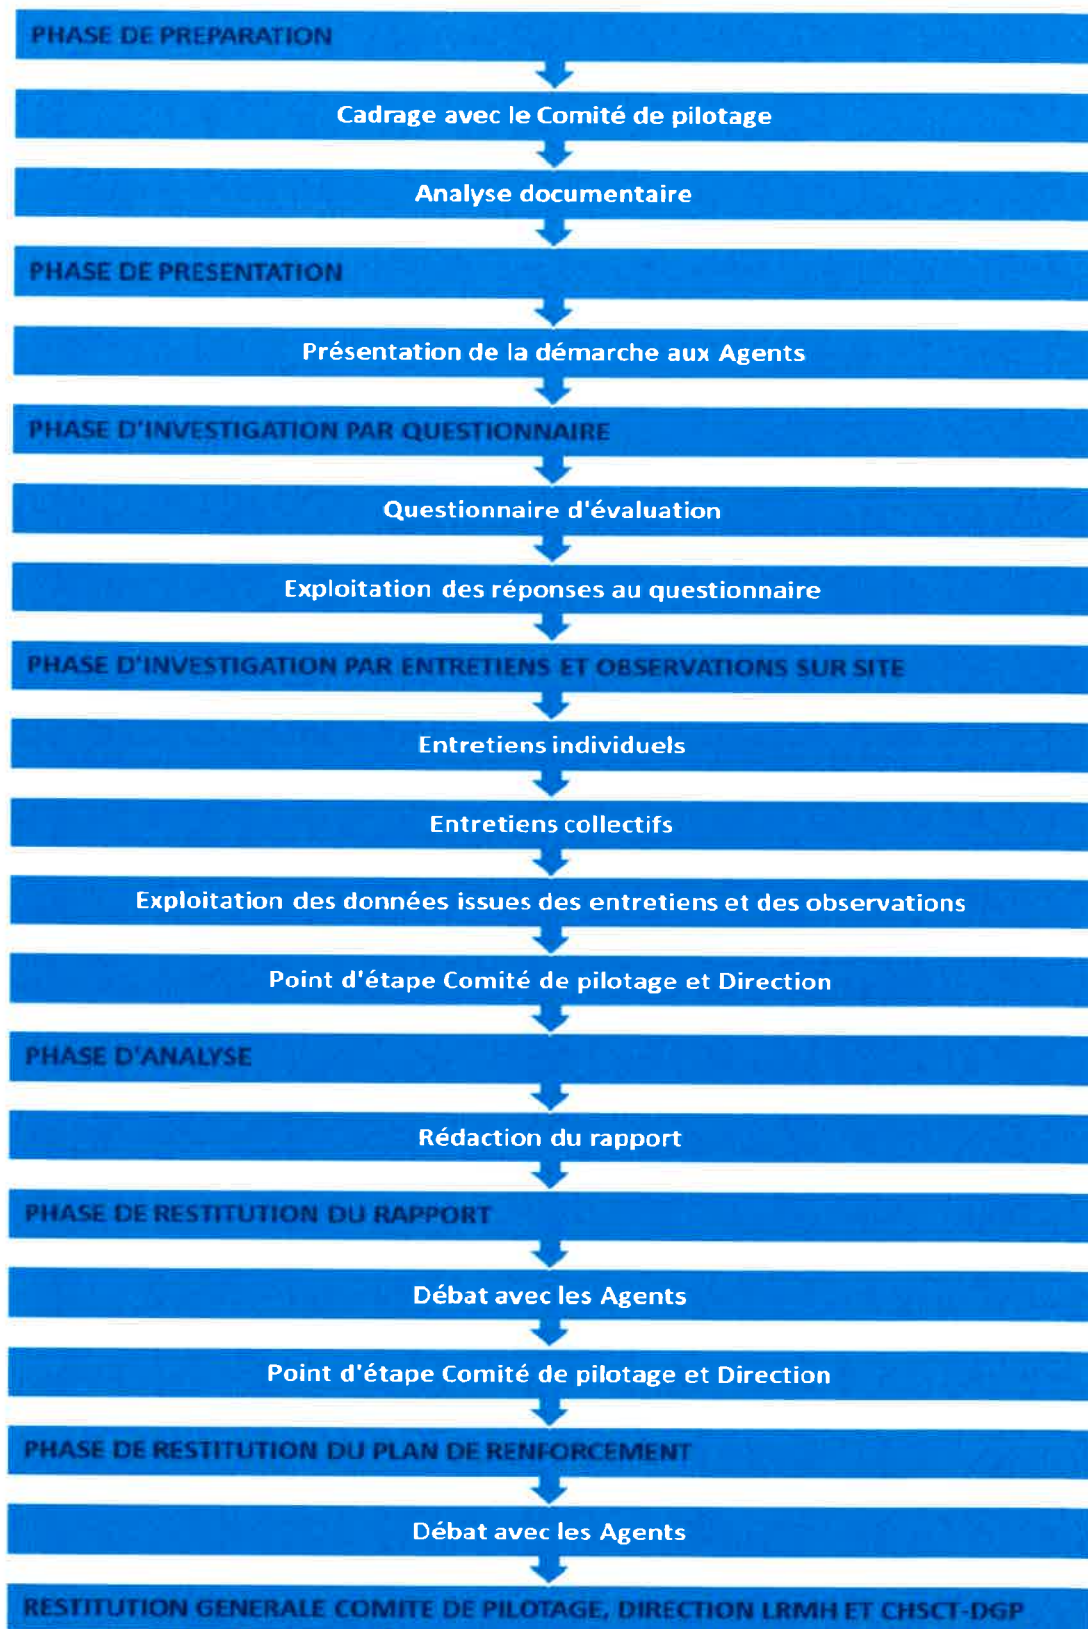 PHASE DE PREPARATION
Cadrage avec le Comité de pilotage
Analyse documentaire
PHASE DE PRESENTATION
Présentation de la démarche aux Agents
PHASE D'INVESTIGATION PAR QUESTIONNAIRE
Questionnaire d'évaluation
Exploitation des réponses au questionnaire
PHASE D'INVESTIGATION PAR ENTRETIENS ET OBSERVATIONS SUR SITE
Entretiens individuels
Entretiens collectifs
Exploitation des données issues des entretiens et des observations
Point d'étape Comité de pilotage et Direction
PHASE D'ANALYSE
Rédaction du rapport
PHASE DE RESTITUTION DU RAPPORT
Débat avec les Agents
Point d'étape Comité de pilotage et Direction
PHASE DE RESTITUTION DU PLAN DE RENFORCEMENT
Débat avec les Agents
RESTITUTION GENERALE COMITE DE PILOTAGE, DIRECTION LRMH ET CHSCT-DGP